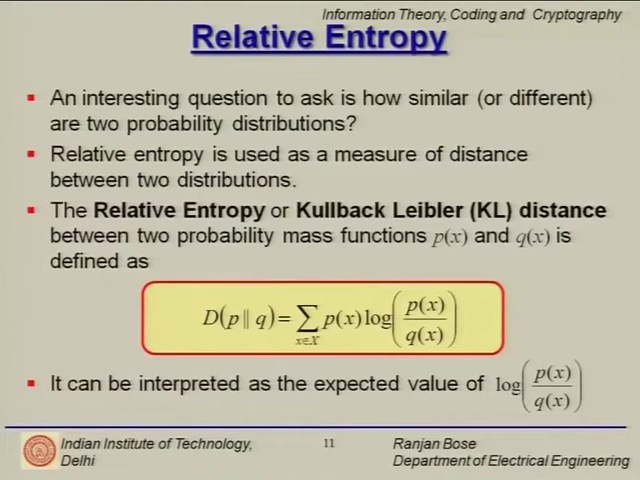 Information Theory, Coding and Cryptography
Relative Entropy
▪ An interesting question to ask is how similar (or different)
are two probability distributions?
▪ Relative entropy is used as a measure of distance
between two distributions.
▪ The Relative Entropy or Kullback Leibler (KL) distance
between two probability mass functions p(x) and q(x) is
defined as
D(p || q) = ∑_{x∈X} p(x) log( p(x) / q(x) )
▪ It can be interpreted as the expected value of log( p(x) / q(x) )
Indian Institute of Technology,
Delhi
11
Ranjan Bose
Department of Electrical Engineering